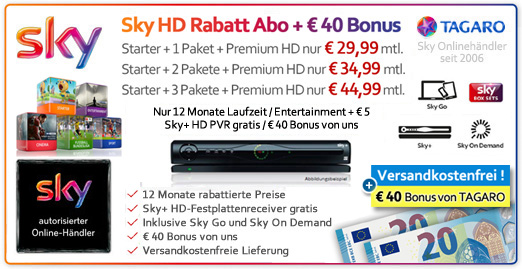 sky
Sky HD Rabatt Abo + € 40 Bonus
TAGARO
Sky Onlinehändler
seit 2006
Starter + 1 Paket + Premium HD nur € 29,99 mtl.
Starter + 2 Pakete + Premium HD nur € 34,99 mtl.
Starter + 3 Pakete + Premium HD nur € 44,99 mtl.
Nur 12 Monate Laufzeit / Entertainment + € 5
Sky+ HD PVR gratis / € 40 Bonus von uns
Sky Go
sky
BOX SETS
Sky+
Sky On Demand
sky
autorisierter
Online-Händler
Abbildungsbeispiel
12 Monate rabattierte Preise
Sky+ HD-Festplattenreceiver gratis
Inklusive Sky Go und Sky On Demand
€ 40 Bonus von uns
Versandkostenfreie Lieferung
+ Versandkostenfrei !
€ 40 Bonus von TAGARO
20
20